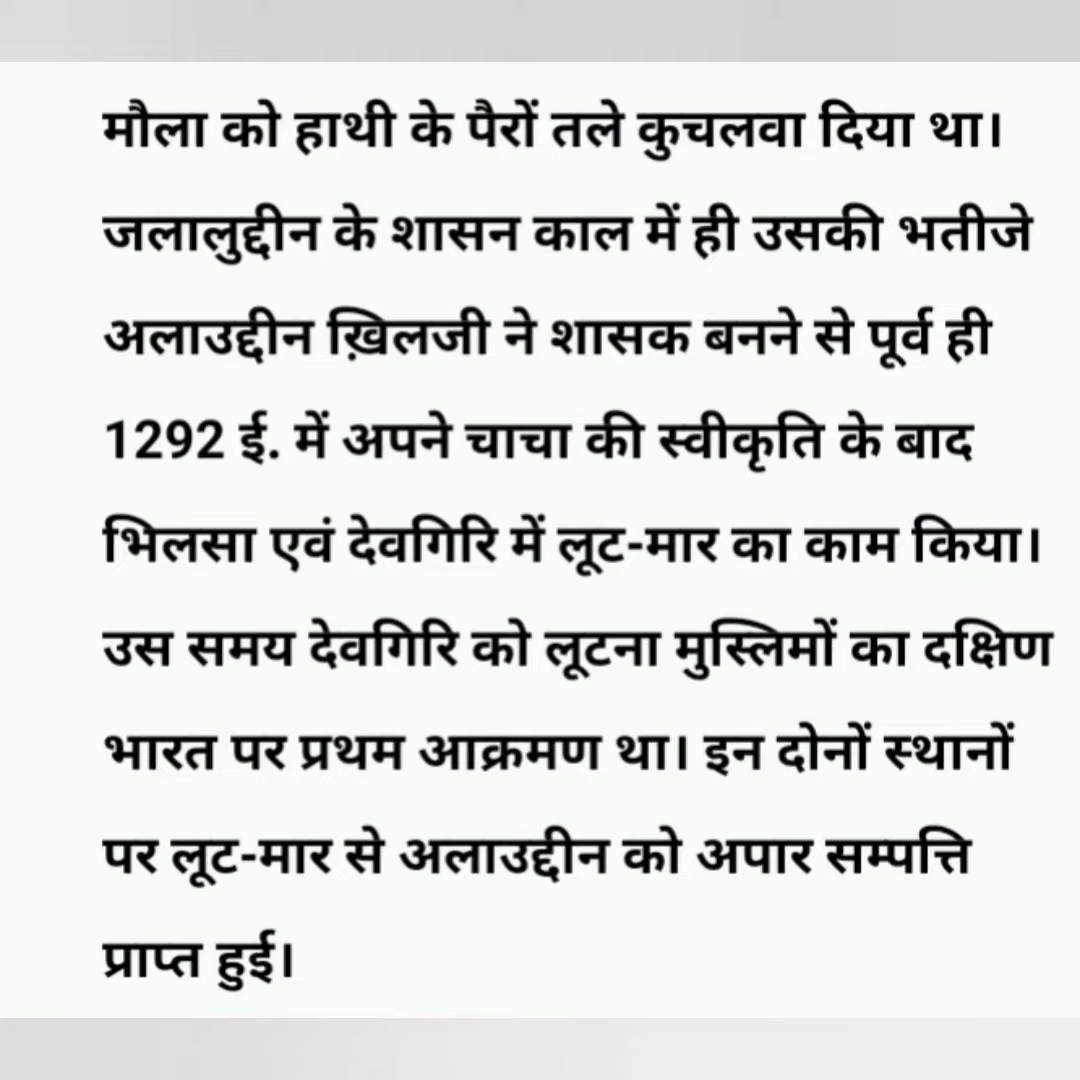 मौला को हाथी के पैरों तले कुचलवा दिया था।
जलालुद्दीन के शासन काल में ही उसकी भतीजे
अलाउद्दीन ख़िलजी ने शासक बनने से पूर्व ही
1292 ई. में अपने चाचा की स्वीकृति के बाद
भिलसा एवं देवगिरि में लूट-मार का काम किया।
उस समय देवगिरि को लूटना मुस्लिमों का दक्षिण
भारत पर प्रथम आक्रमण था। इन दोनों स्थानों
पर लूट-मार से अलाउद्दीन को अपार सम्पत्ति
प्राप्त हुई।